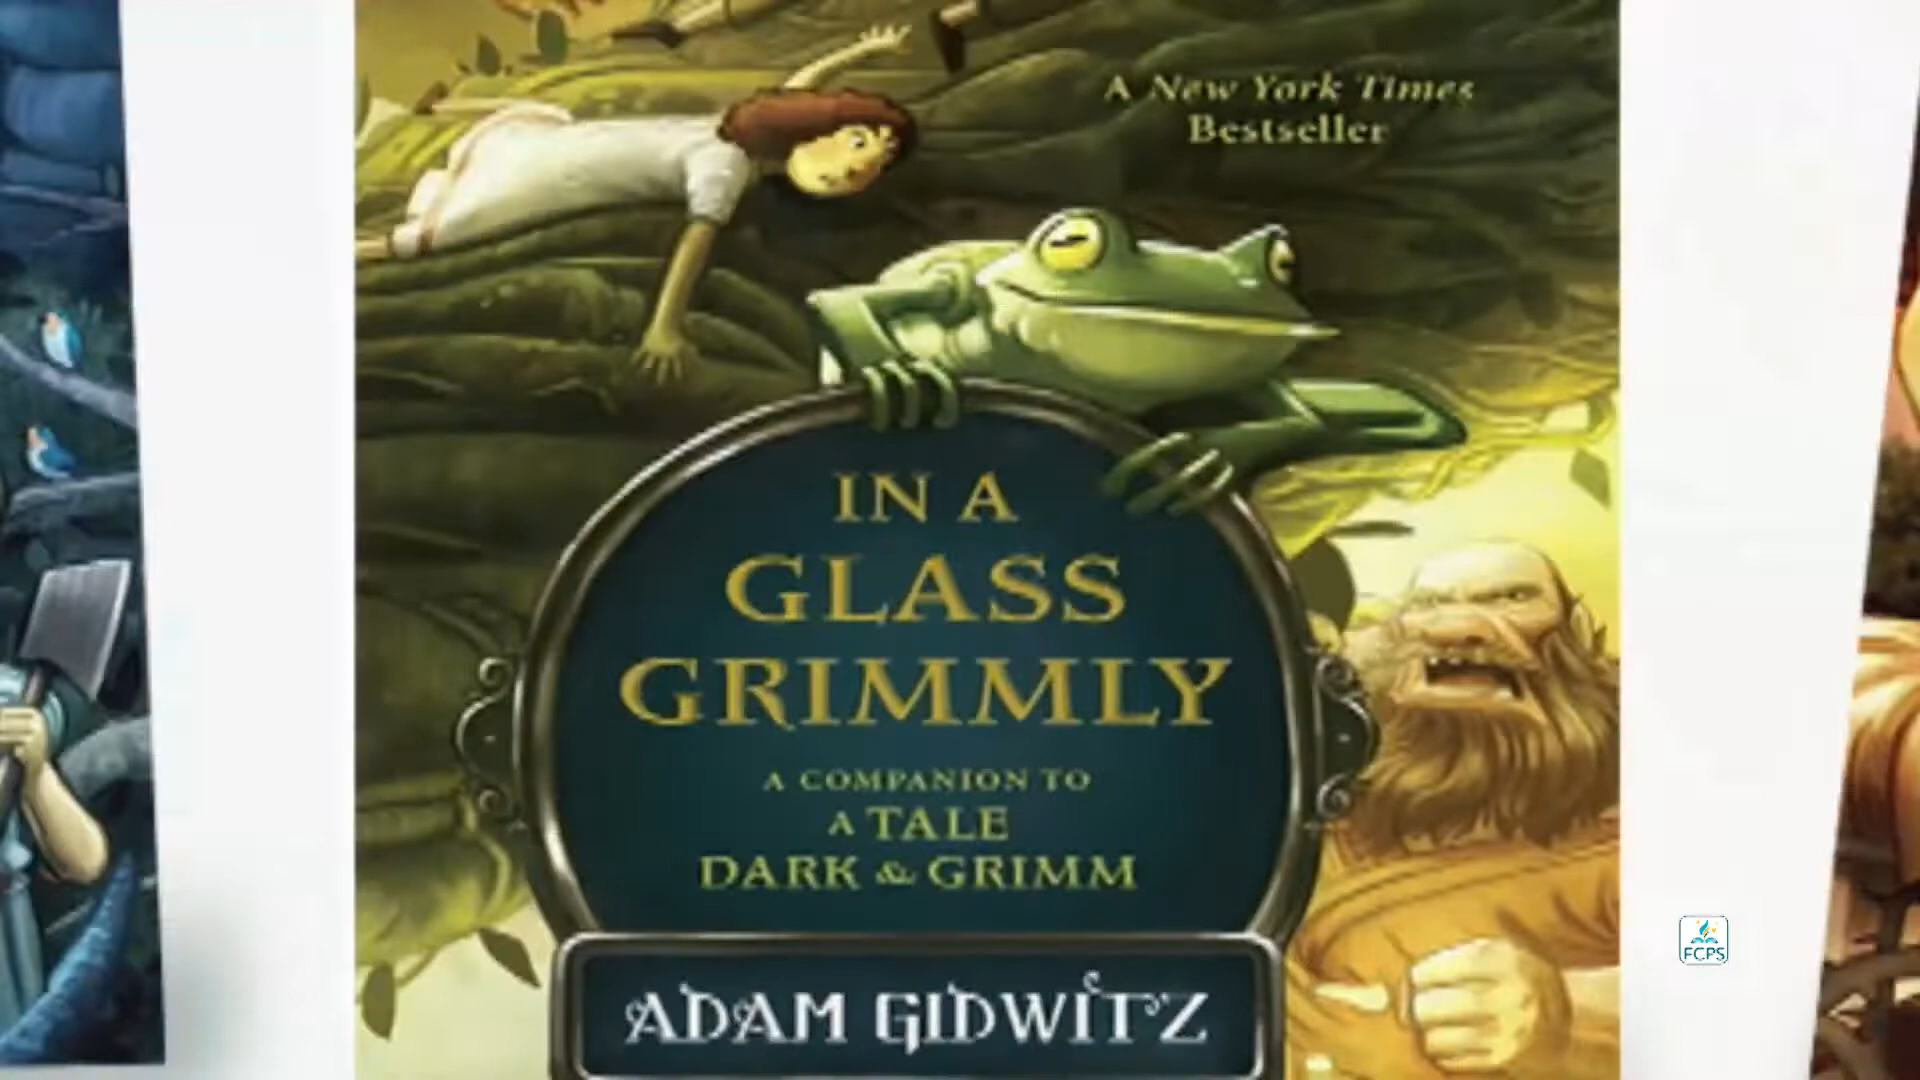 A New York Times
Bestseller
IN A
GLASS
GRIMMLY
A COMPANION TO
A TALE
DARK & GRIMM
ADAM GIDWITZ
FCPS